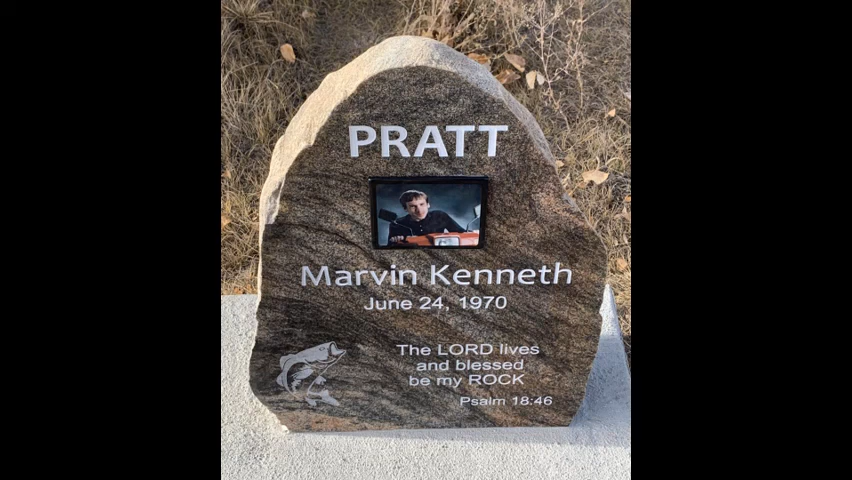 PRATT
Marvin Kenneth
June 24, 1970
The LORD lives
and blessed
be my ROCK
Psalm 18:46